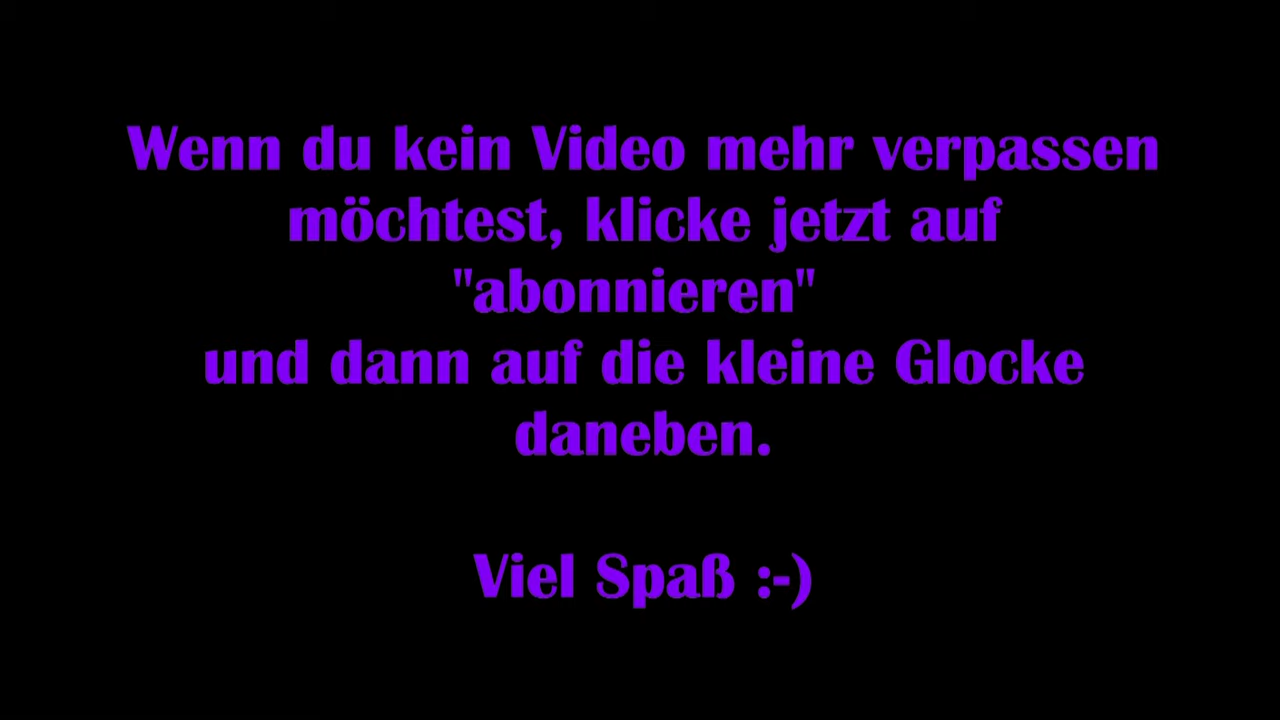 Wenn du kein Video mehr verpassen
möchtest, klicke jetzt auf
"abonnieren"
und dann auf die kleine Glocke
daneben.
Viel Spaß :-)